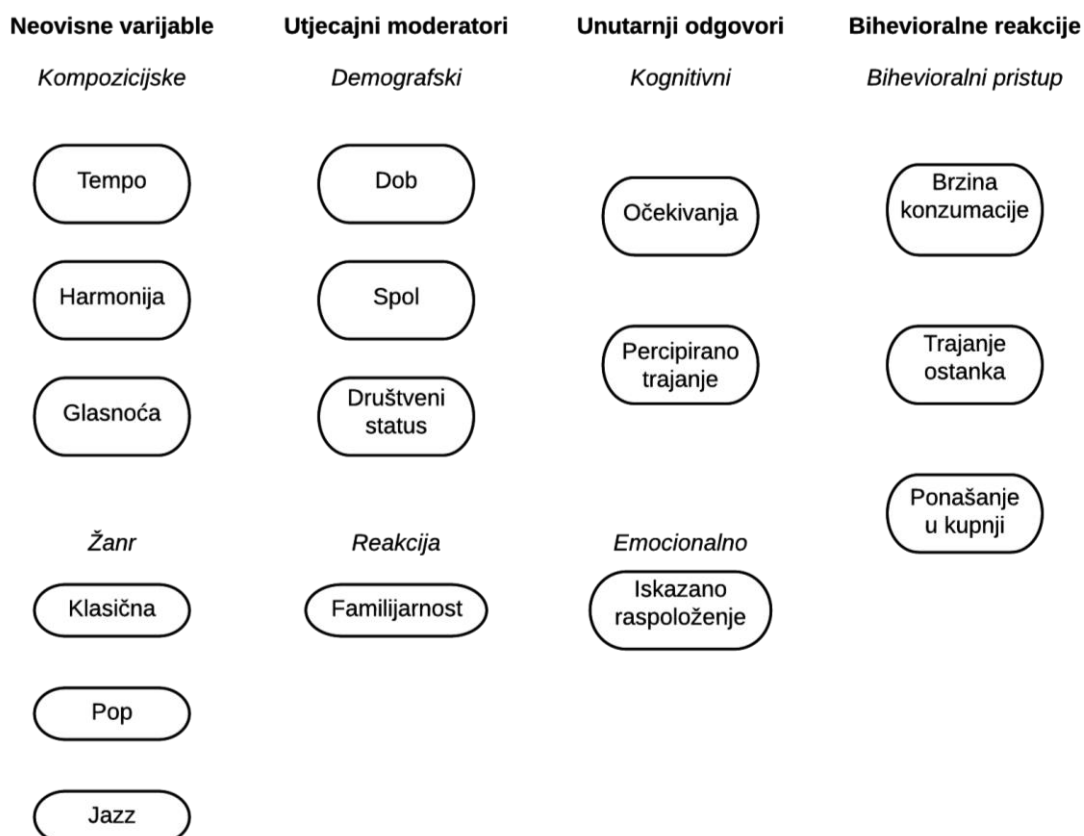 Neovisne varijable
Utjecajni moderatori
Unutarnji odgovori
Bihevioralne reakcije
Kompozicijske
Demografski
Kognitivni
Bihevioralni pristup
Tempo
Dob
Očekivanja
Brzina
konzumacije
Harmonija
Spol
Percipirano
trajanje
Trajanje
ostanka
Glasnoća
Društveni
status
Ponašanje
u kupnji
Žanr
Reakcija
Emocionalno
Klasična
Familijarnost
Iskazano
raspoloženje
Pop
Jazz